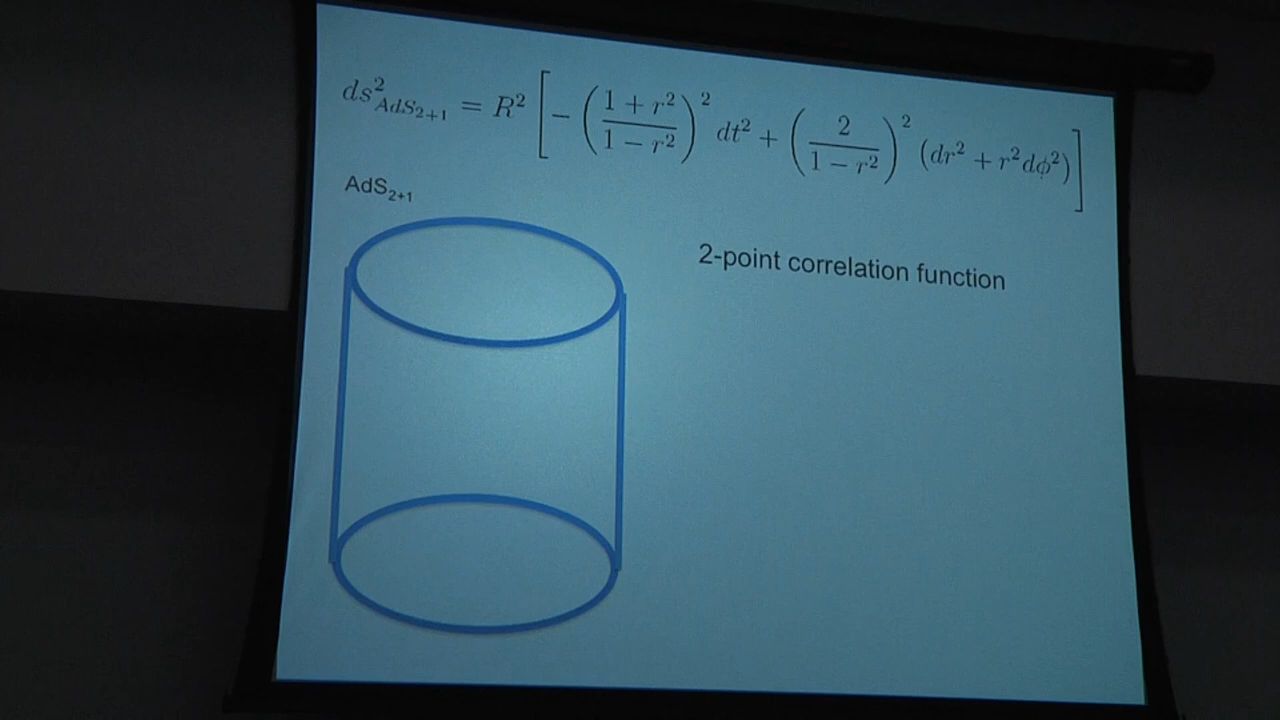 $ds^2_{AdS_{2+1}} = R^2 \left[ - \left( \frac{1+r^2}{1-r^2} \right)^2 dt^2 + \left( \frac{2}{1-r^2} \right)^2 (dr^2 + r^2 d\phi^2) \right]$
AdS₂₊₁
2-point correlation function